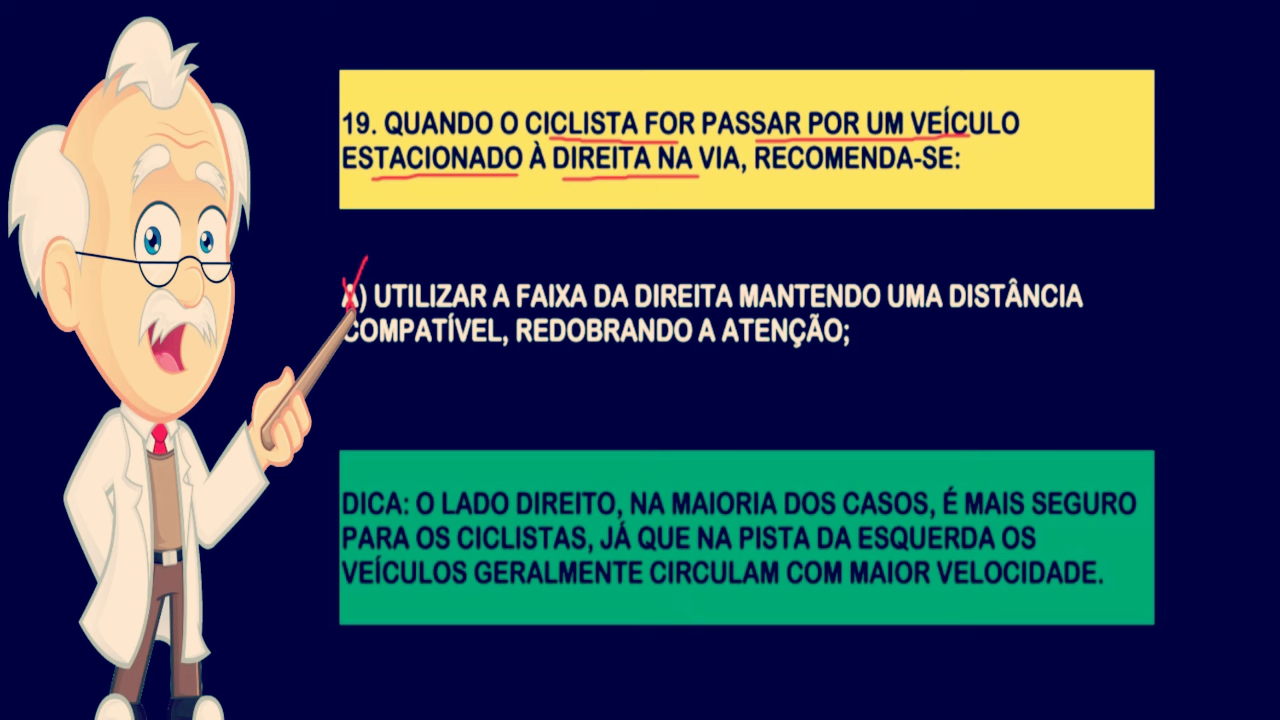 19. QUANDO O CICLISTA FOR PASSAR POR UM VEÍCULO
ESTACIONADO À DIREITA NA VIA, RECOMENDA-SE:
A) UTILIZAR A FAIXA DA DIREITA MANTENDO UMA DISTÂNCIA
COMPATÍVEL, REDOBRANDO A ATENÇÃO;
DICA: O LADO DIREITO, NA MAIORIA DOS CASOS, É MAIS SEGURO
PARA OS CICLISTAS, JÁ QUE NA PISTA DA ESQUERDA OS
VEÍCULOS GERALMENTE CIRCULAM COM MAIOR VELOCIDADE.